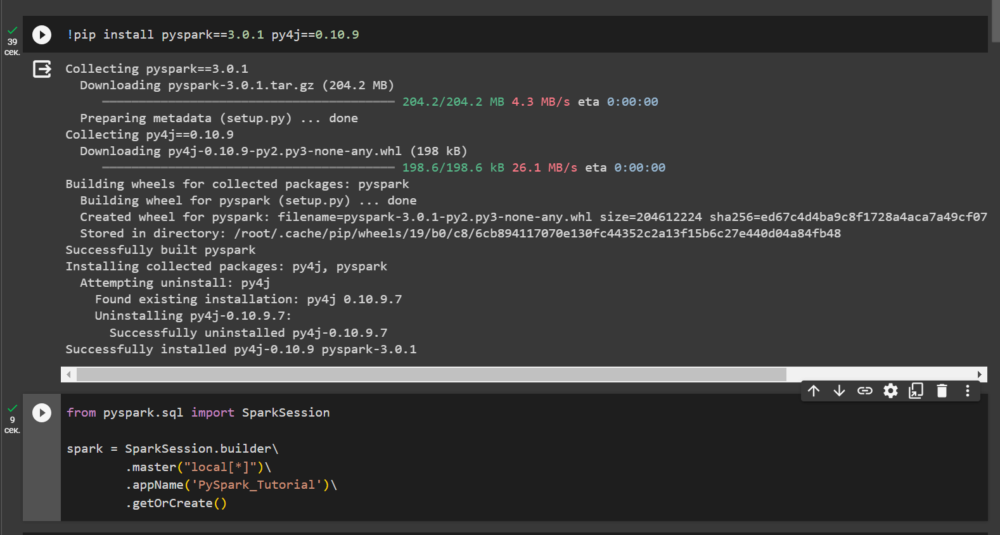 39
сек.
!pip install pyspark==3.0.1 py4j==0.10.9
Collecting pyspark==3.0.1
Downloading pyspark-3.0.1.tar.gz (204.2 MB)
204.2/204.2 MB 4.3 MB/s eta 0:00:00
Preparing metadata (setup.py) ... done
Collecting py4j==0.10.9
Downloading py4j-0.10.9-py2.py3-none-any.whl (198 kB)
198.6/198.6 kB 26.1 MB/s eta 0:00:00
Building wheels for collected packages: pyspark
Building wheel for pyspark (setup.py) ... done
Created wheel for pyspark: filename=pyspark-3.0.1-py2.py3-none-any.whl size=204612224 sha256=ed67c4d4ba9c8f1728a4aca7a49cf07
Stored in directory: /root/.cache/pip/wheels/19/b0/c8/6cb894117070e130fc44352c2a13f15b6c27e440d04a84fb48
Successfully built pyspark
Installing collected packages: py4j, pyspark
Attempting uninstall: py4j
Found existing installation: py4j 0.10.9.7
Uninstalling py4j-0.10.9.7:
Successfully uninstalled py4j-0.10.9.7
Successfully installed py4j-0.10.9 pyspark-3.0.1
9
сек.
from pyspark.sql import SparkSession
spark = SparkSession.builder\
.master("local[*]")\
.appName('PySpark_Tutorial')\
.getOrCreate()